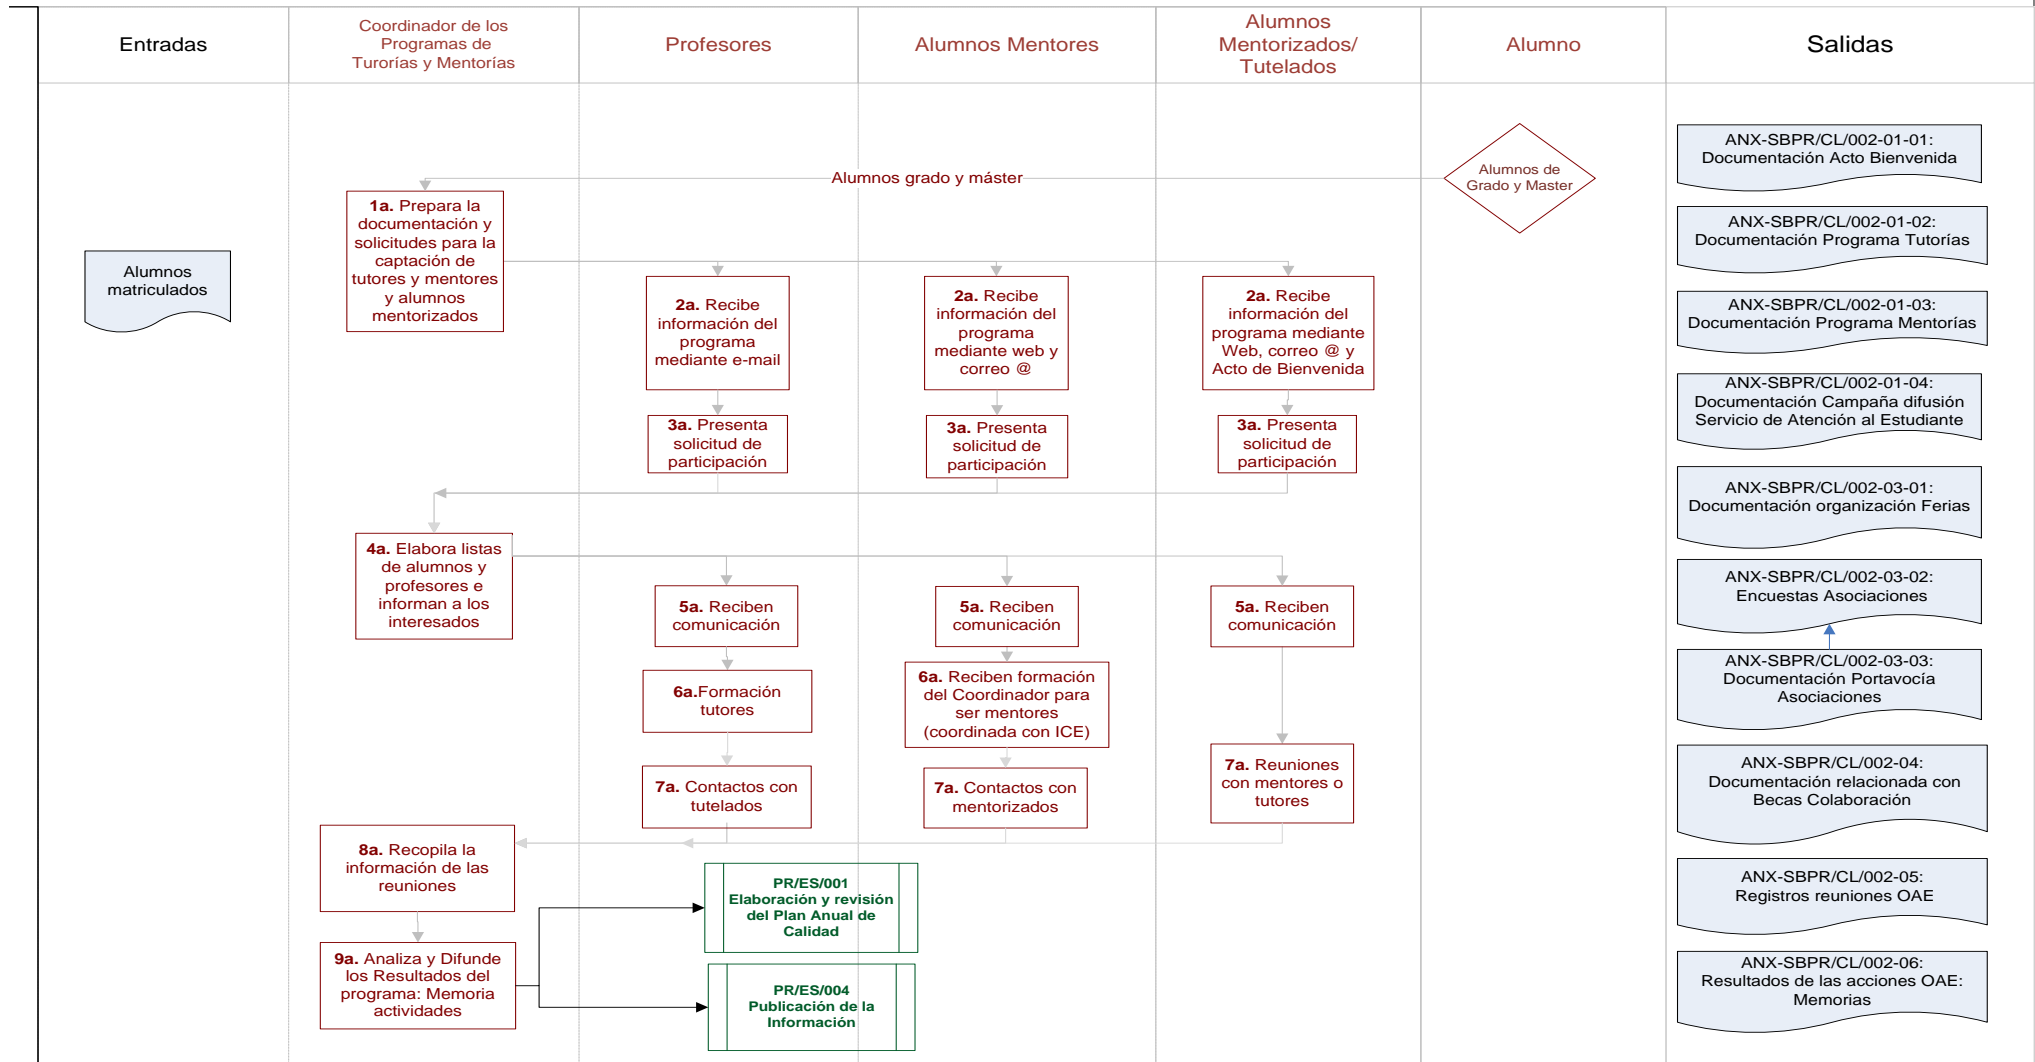 Entradas
Coordinador de los
Programas de
Turorías y Mentorías
Profesores
Alumnos Mentores
Alumnos
Mentorizados/
Tutelados
Alumno
Salidas
Alumnos de
Grado y Master
Alumnos grado y máster
Alumnos
matriculados
1a. Prepara la
documentación y
solicitudes para la
captación de
tutores y mentores
y alumnos
mentorizados
2a. Recibe
información del
programa
mediante e-mail
2a. Recibe
información del
programa
mediante web y
correo @
2a. Recibe
información del
programa mediante
Web, correo @ y
Acto de Bienvenida
3a. Presenta
solicitud de
participación
3a. Presenta
solicitud de
participación
3a. Presenta
solicitud de
participación
4a. Elabora listas
de alumnos y
profesores e
informan a los
interesados
5a. Reciben
comunicación
5a. Reciben
comunicación
5a. Reciben
comunicación
6a.Formación
tutores
6a. Reciben formación
del Coordinador para
ser mentores
(coordinada con ICE)
7a. Contactos con
tutelados
7a. Contactos con
mentorizados
7a. Reuniones
con mentores o
tutores
8a. Recopila la
información de las
reuniones
9a. Analiza y Difunde
los Resultados del
programa: Memoria
actividades
PR/ES/001
Elaboración y revisión
del Plan Anual de
Calidad
PR/ES/004
Publicación de la
Información
ANX-SBPR/CL/002-01-01:
Documentación Acto Bienvenida
ANX-SBPR/CL/002-01-02:
Documentación Programa Tutorías
ANX-SBPR/CL/002-01-03:
Documentación Programa Mentorías
ANX-SBPR/CL/002-01-04:
Documentación Campaña difusión
Servicio de Atención al Estudiante
ANX-SBPR/CL/002-03-01:
Documentación organización Ferias
ANX-SBPR/CL/002-03-02:
Encuestas Asociaciones
ANX-SBPR/CL/002-03-03:
Documentación Portavocía
Asociaciones
ANX-SBPR/CL/002-04:
Documentación relacionada con
Becas Colaboración
ANX-SBPR/CL/002-05:
Registros reuniones OAE
ANX-SBPR/CL/002-06:
Resultados de las acciones OAE:
Memorias